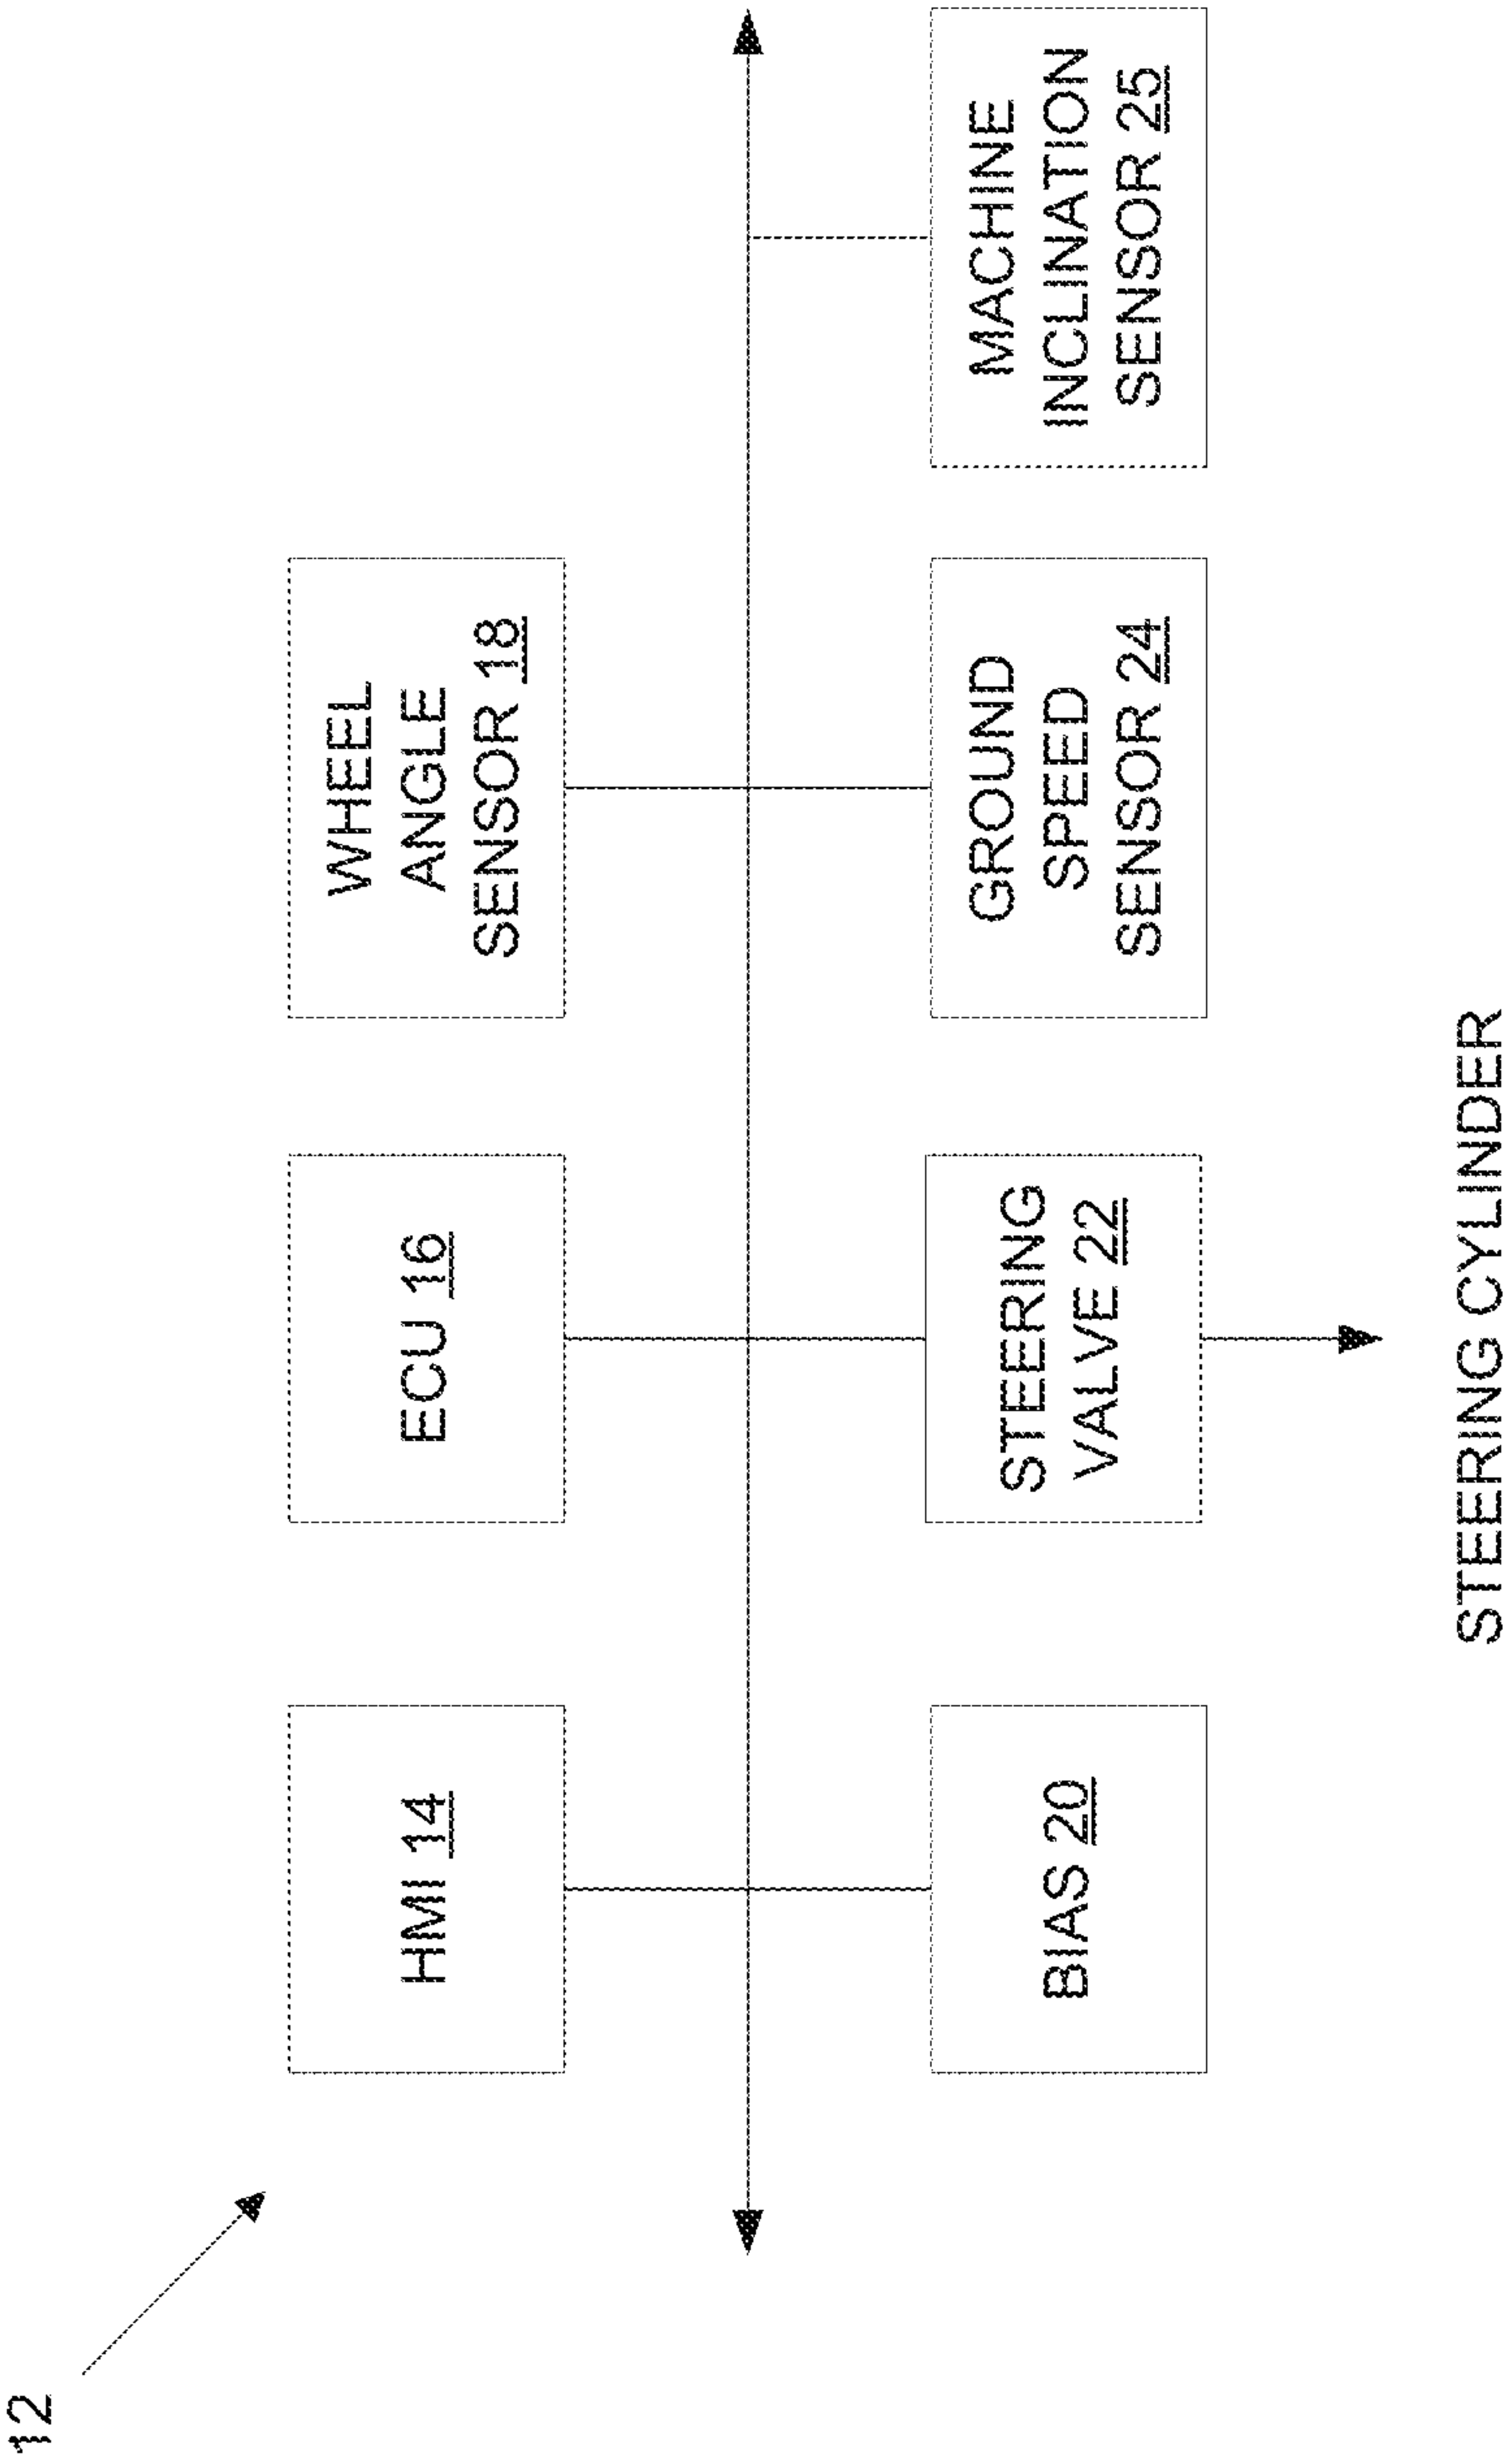 12
HMI 14
ECU 16
WHEEL
ANGLE
SENSOR 18
BIAS 20
STEERING
VALVE 22
GROUND
SPEED
SENSOR 24
MACHINE
INCLINATION
SENSOR 25
STEERING CYLINDER